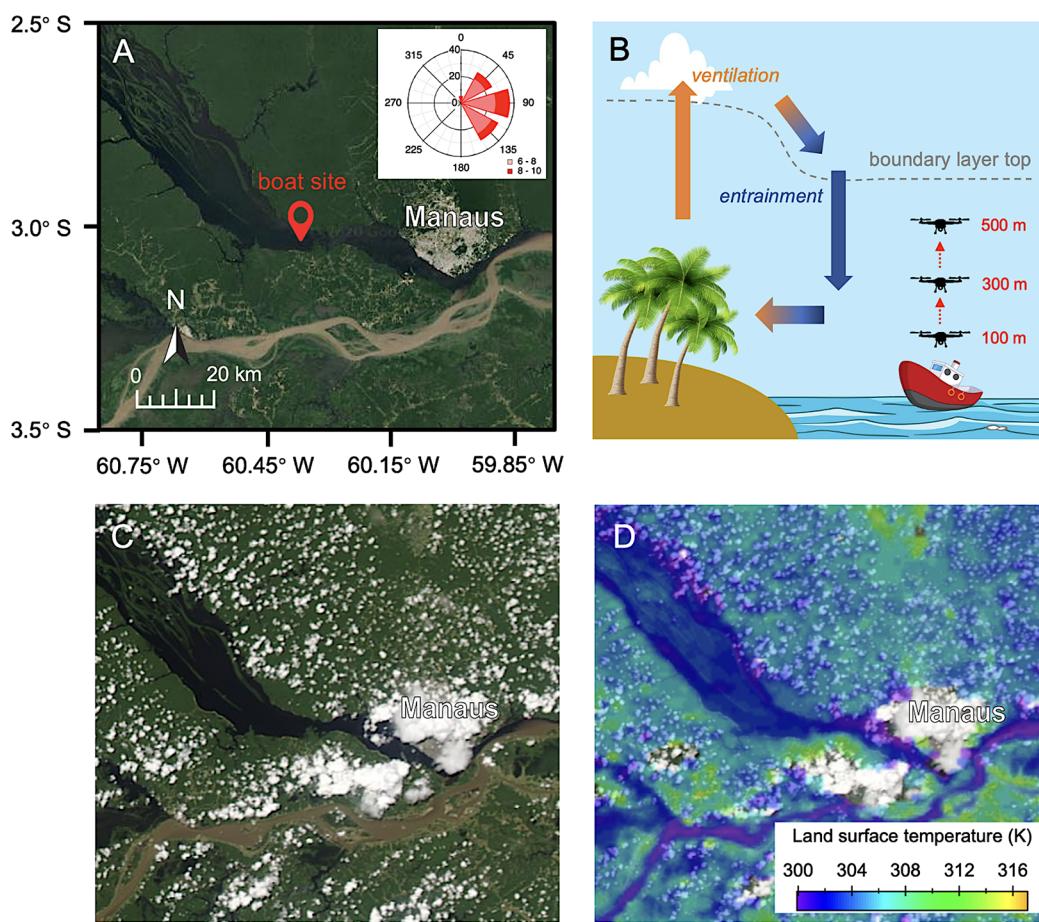 2.5° S
3.0° S
3.5° S
A
0
45
90
135
180
225
270
315
40
20
0
6 - 8
8 - 10
boat site
Manaus
N
0
20 km
60.75° W
60.45° W
60.15° W
59.85° W
B
ventilation
boundary layer top
entrainment
500 m
300 m
100 m
C
Manaus
D
Manaus
Land surface temperature (K)
300 304 308 312 316